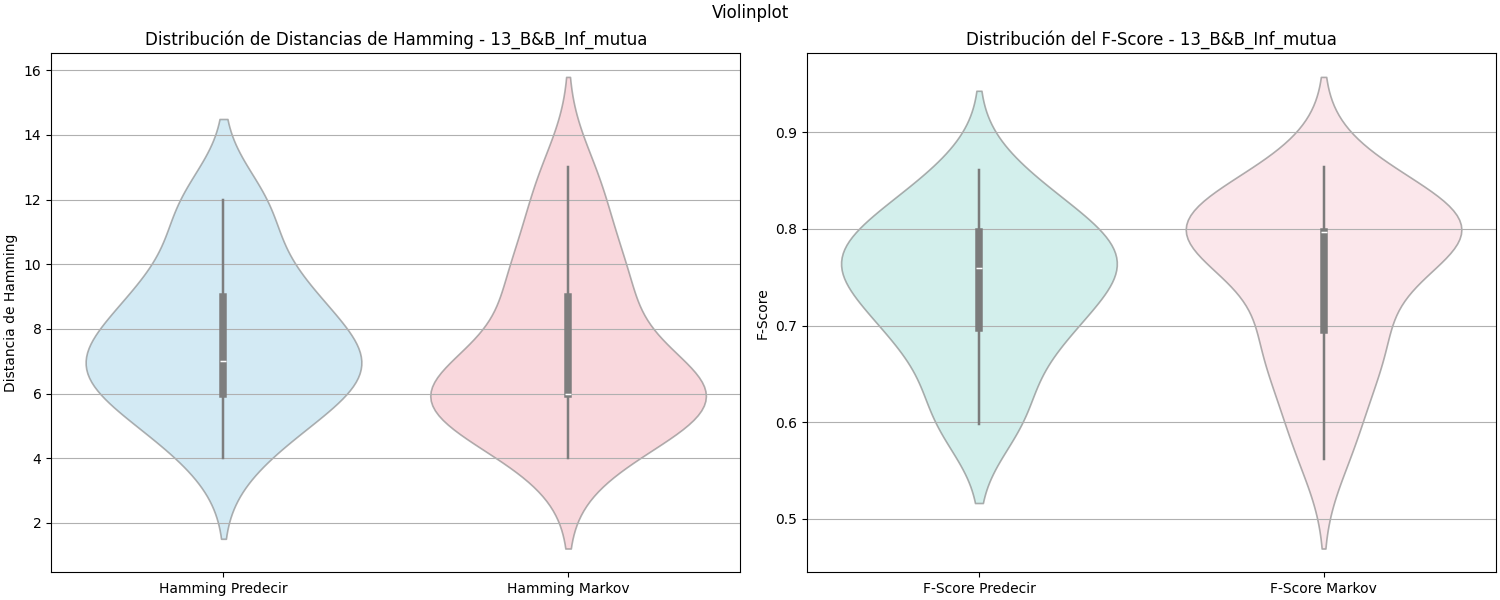 Violinplot
Distribución de Distancias de Hamming - 13_B&B_Inf_mutua
Distancia de Hamming
16
14
12
10
8
6
4
2
Hamming Predecir
Hamming Markov
Distribución del F-Score - 13_B&B_Inf_mutua
F-Score
0.9
0.8
0.7
0.6
0.5
F-Score Predecir
F-Score Markov